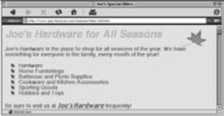 Joe's Special Offers
Joe's Hardware for All Seasons
Joe's Hardware is the place to shop for all seasons of the year. We have
something for everyone in the family, every month of the year!
Hardware
Home Furnishings
Barbecue and Picnic Supplies
Cookware and Kitchen Accessories
Sporting Goods
Hobbies and Toys
Be sure to visit us at Joe's Hardware frequently!